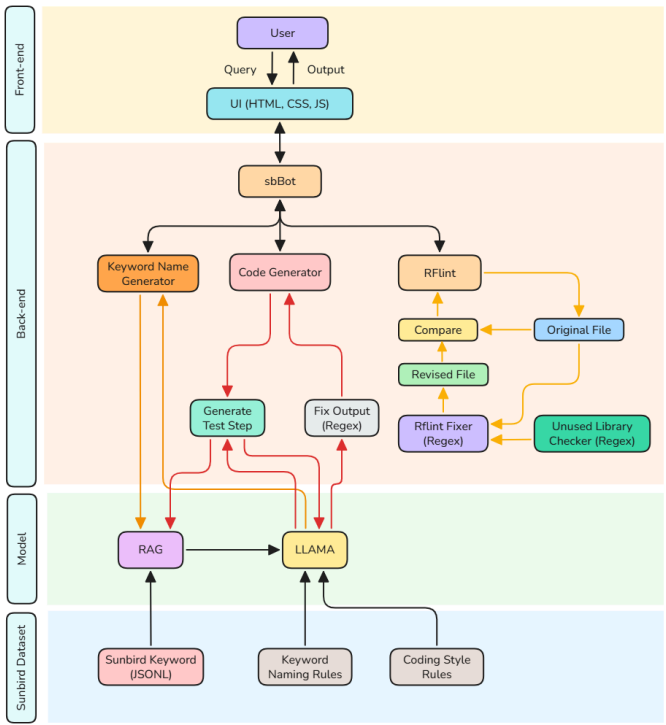 Front-end
User
Query
Output
UI (HTML, CSS, JS)
Back-end
sbBot
Keyword Name
Generator
Code Generator
RFlint
Compare
Original File
Revised File
Generate
Test Step
Fix Output
(Regex)
Rflint Fixer
(Regex)
Unused Library
Checker (Regex)
Model
RAG
LLAMA
Sunbird Dataset
Sunbird Keyword
(JSONL)
Keyword
Naming Rules
Coding Style
Rules